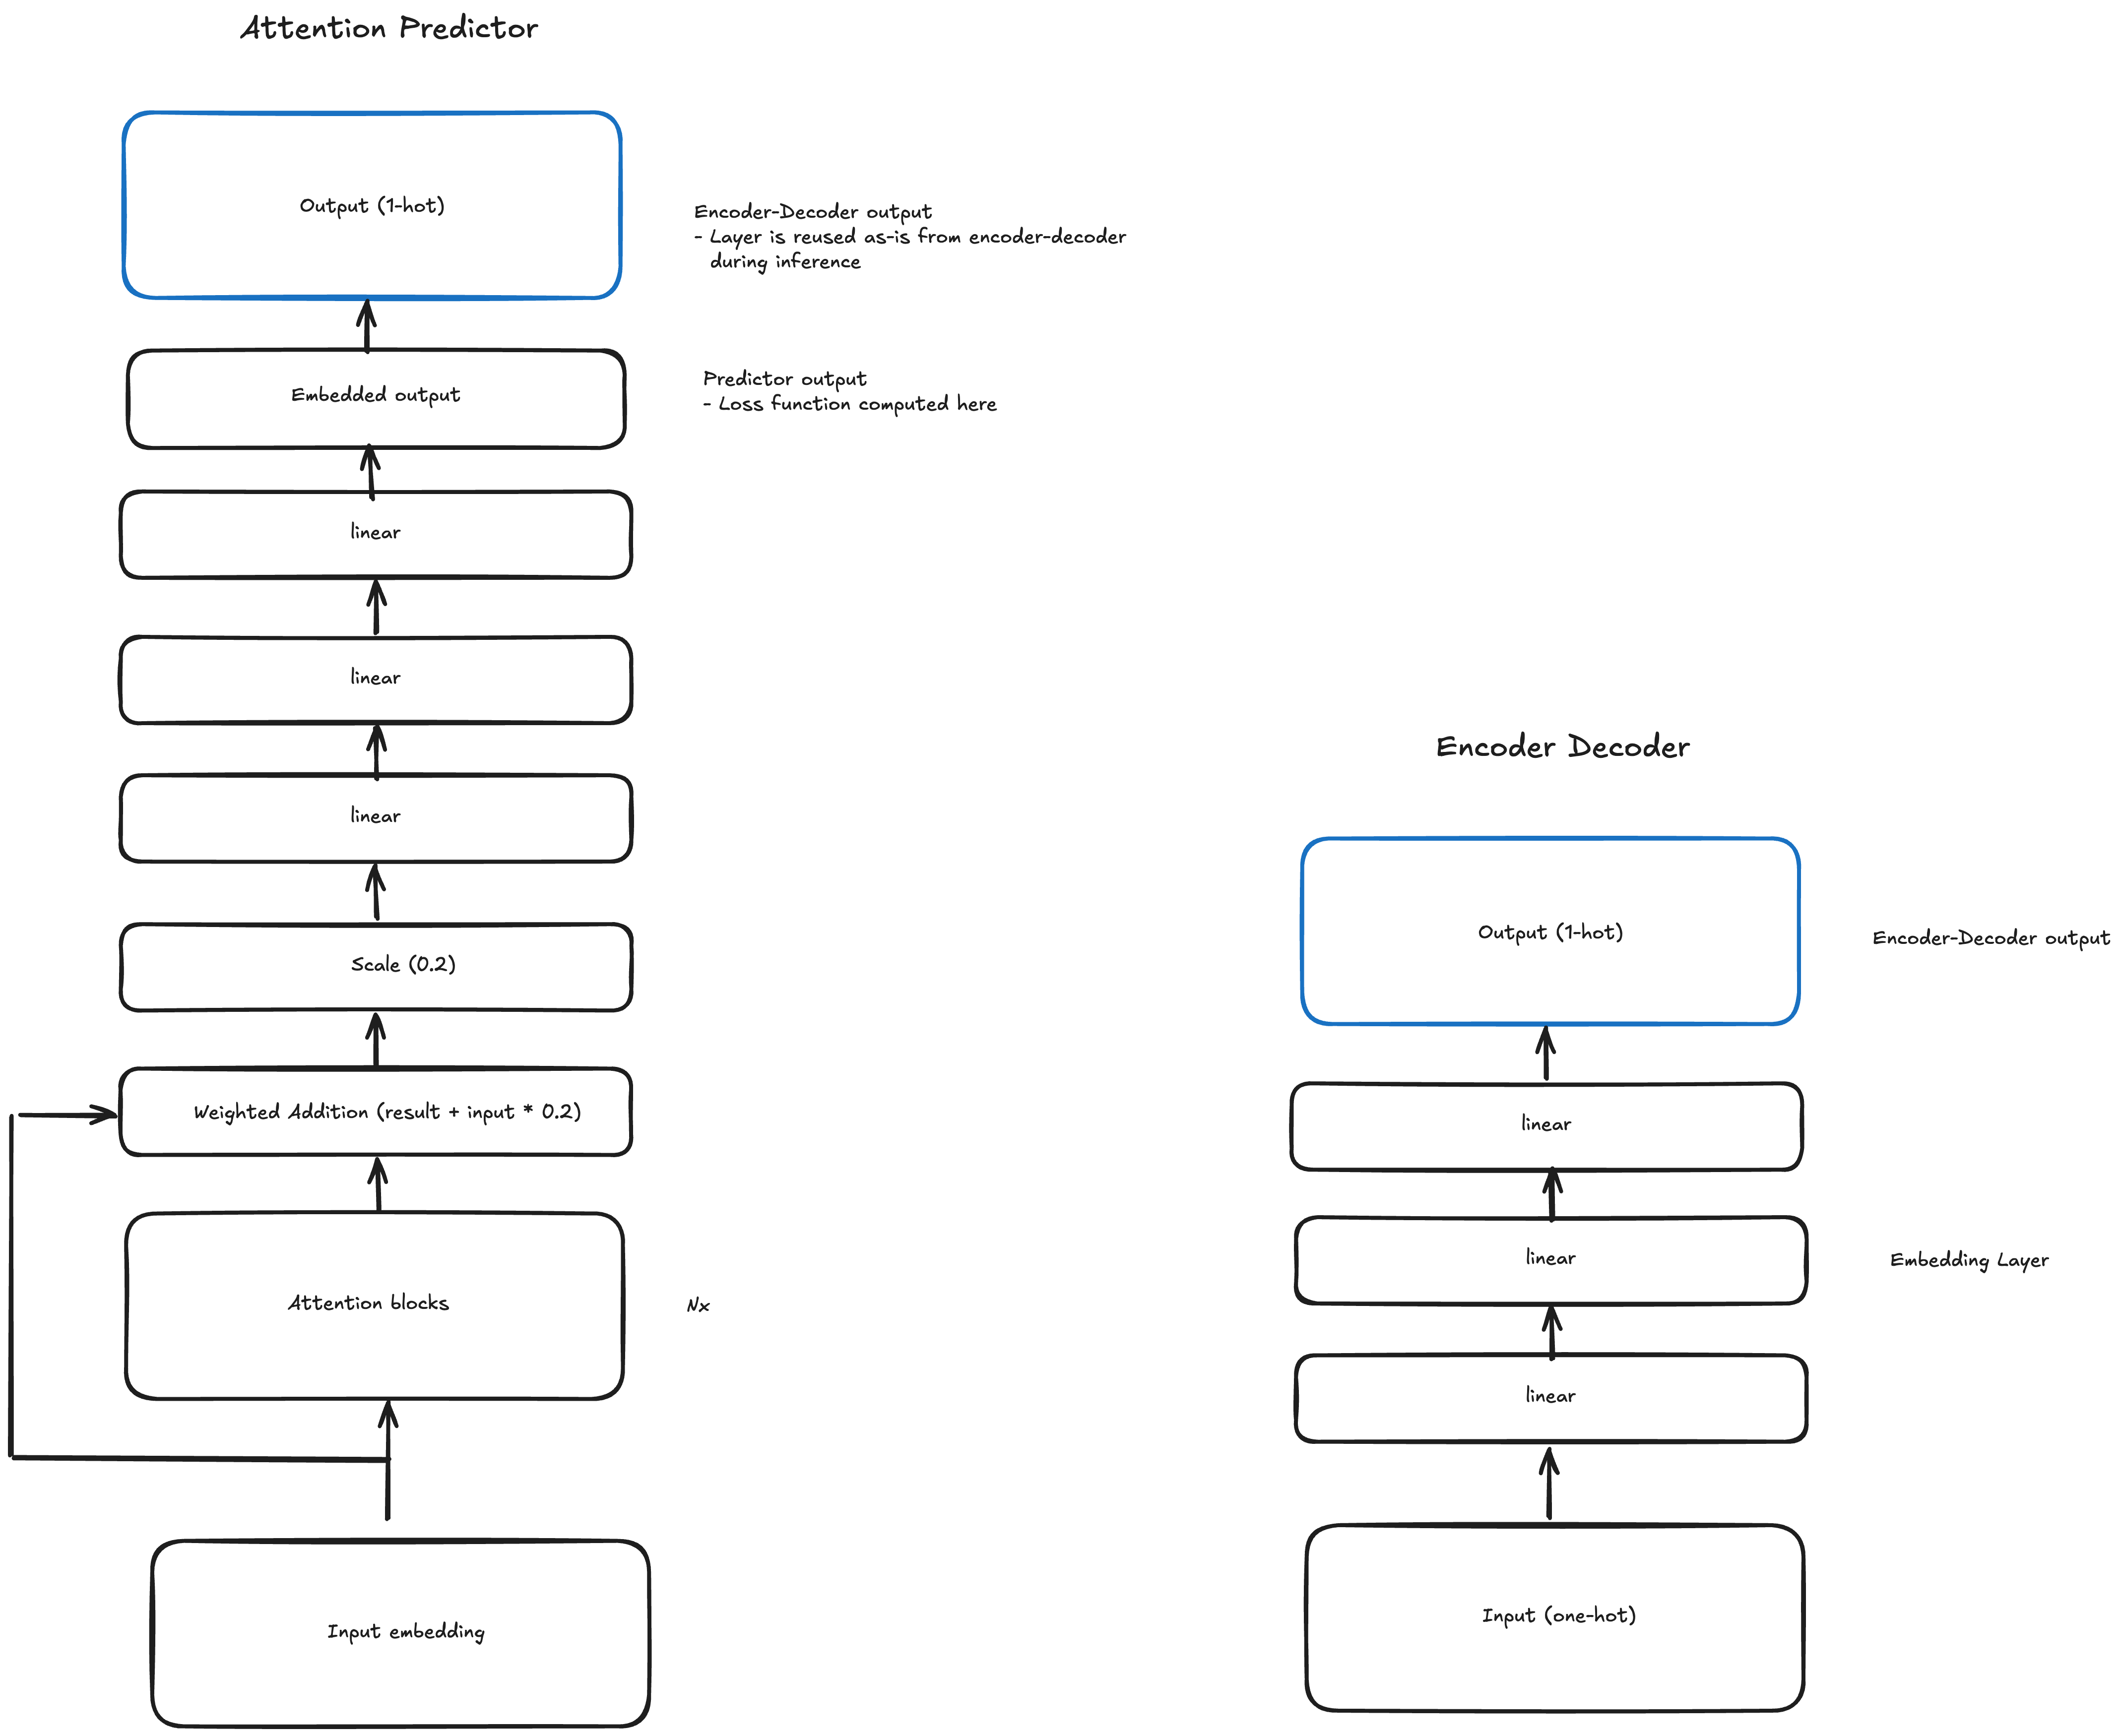 Attention Predictor
Output (1-hot)
Encoder-Decoder output
- Layer is reused as-is from encoder-decoder
during inference
Embedded output
Predictor output
- Loss function computed here
linear
linear
linear
Scale (0.2)
Weighted Addition (result + input * 0.2)
Attention blocks
Nx
Input embedding
Encoder Decoder
Output (1-hot)
Encoder-Decoder output
linear
linear
Embedding Layer
linear
Input (one-hot)